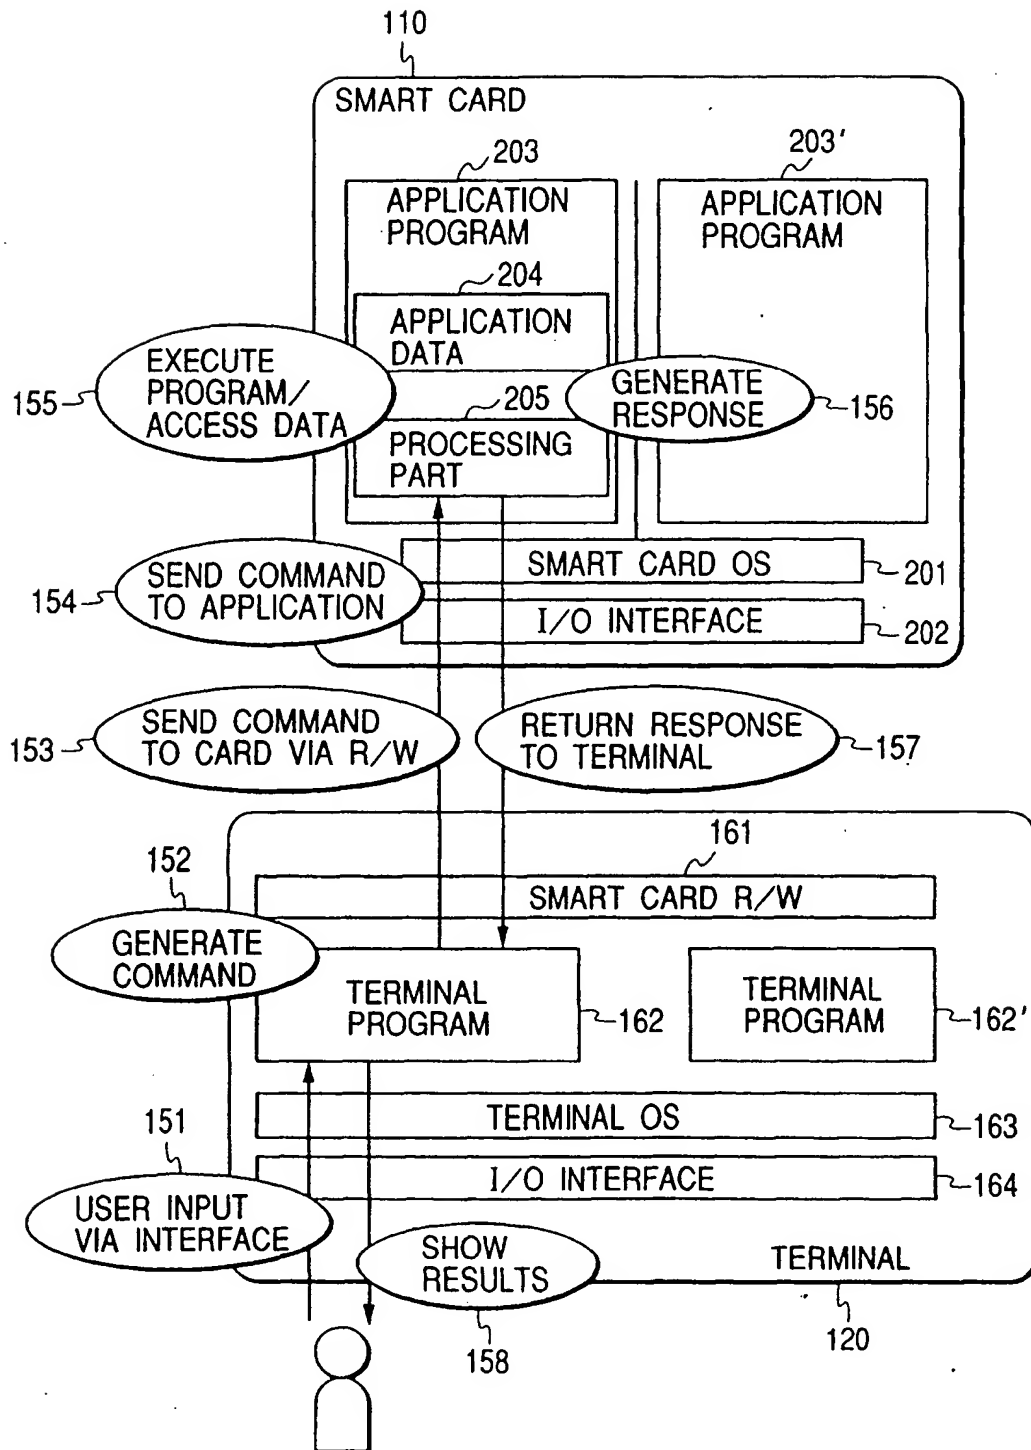 110
SMART CARD
203
203'
APPLICATION
PROGRAM
APPLICATION
PROGRAM
204
APPLICATION
DATA
EXECUTE
PROGRAM/
ACCESS DATA
155
GENERATE
RESPONSE
156
205
PROCESSING
PART
SMART CARD OS
201
SEND COMMAND
TO APPLICATION
154
I/O INTERFACE
202
SEND COMMAND
TO CARD VIA R/W
153
RETURN RESPONSE
TO TERMINAL
157
161
152
SMART CARD R/W
GENERATE
COMMAND
TERMINAL
PROGRAM
162
TERMINAL
PROGRAM
162'
151
TERMINAL OS
163
I/O INTERFACE
164
USER INPUT
VIA INTERFACE
SHOW
RESULTS
158
TERMINAL
120